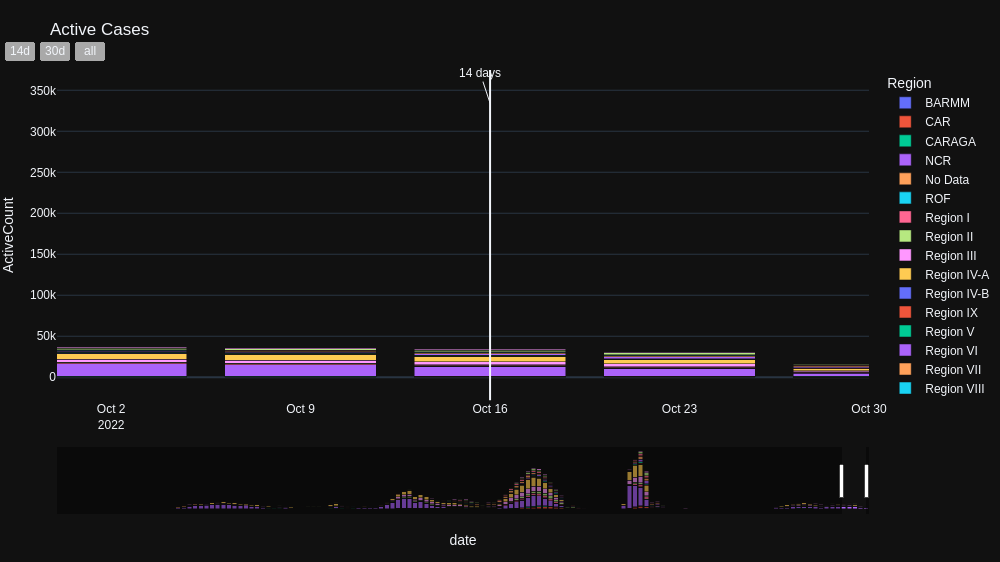 Active Cases
14d 30d all
14 days
350k
300k
250k
200k
150k
100k
50k
0
ActiveCount
Oct 2
2022
Oct 9
Oct 16
Oct 23
Oct 30
date
Region
BARMM
CAR
CARAGA
NCR
No Data
ROF
Region I
Region II
Region III
Region IV-A
Region IV-B
Region IX
Region V
Region VI
Region VII
Region VIII